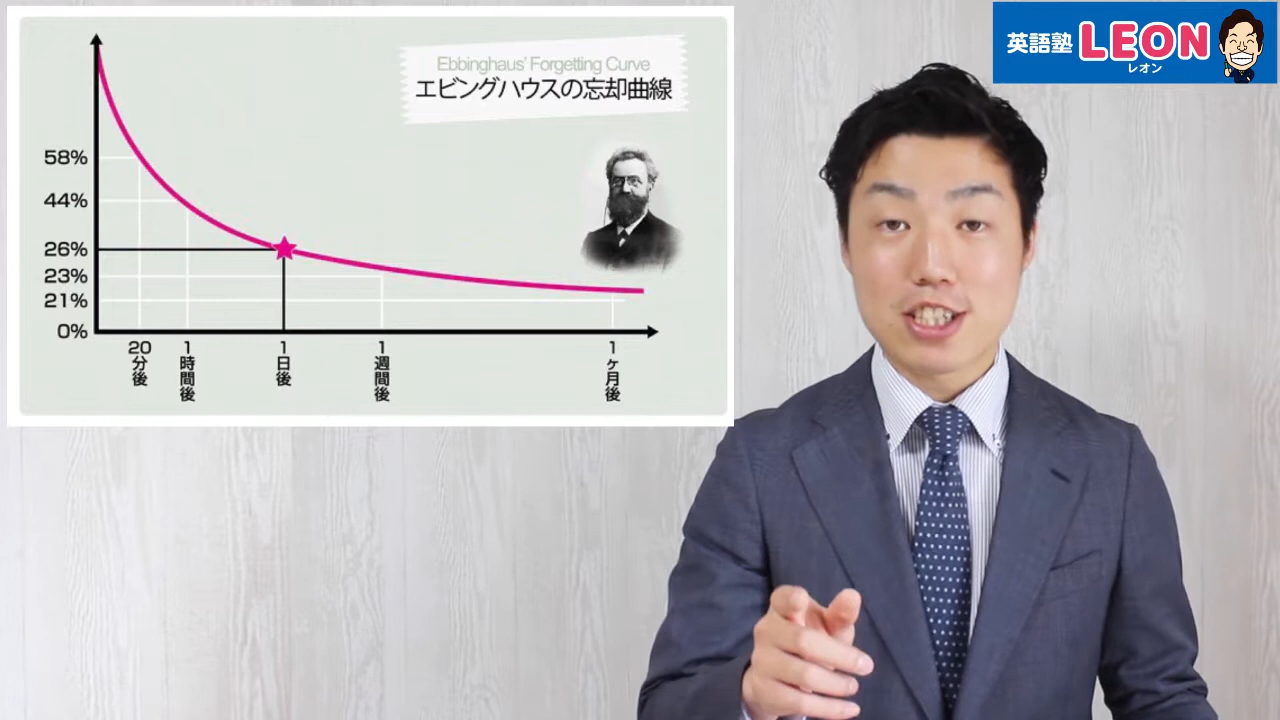 Ebbinghaus' Forgetting Curve
エビングハウスの忘却曲線
58%
44%
26%
23%
21%
0%
20分後
1時間後
1日後
1週間後
1ヶ月後
英語塾 LEON
レオン